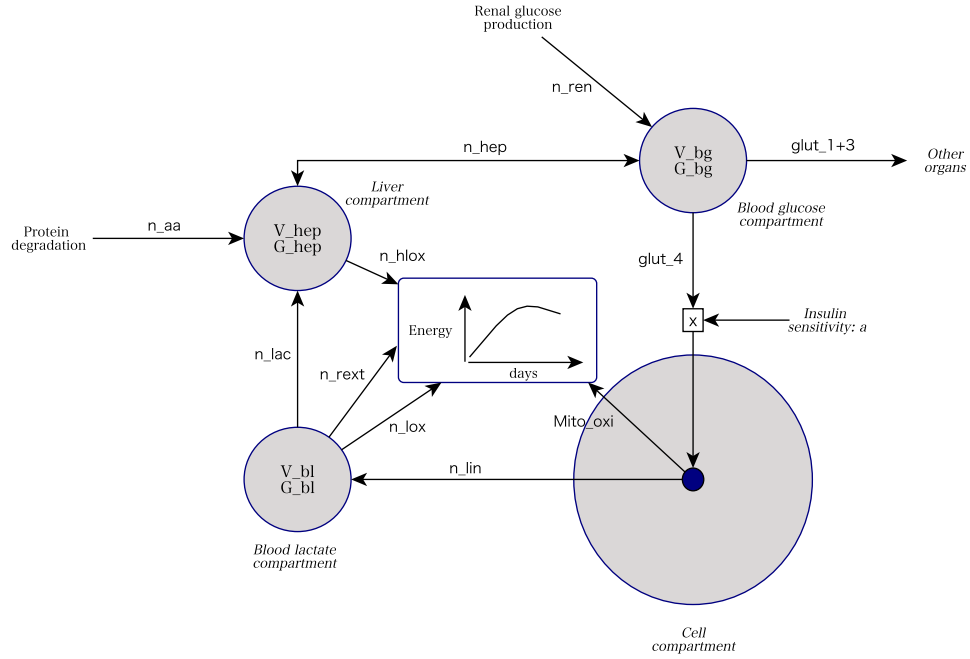 Renal glucose
production
n_ren
n_hep
V_bg
G_bg
glut_1+3
Other
organs
Liver
compartment
Blood glucose
compartment
Protein
degradation
n_aa
V_hep
G_hep
n_hlox
glut_4
Energy
days
x
Insulin
sensitivity: a
n_lac
n_rext
n_lox
Mito_oxi
V_bl
G_bl
n_lin
Blood lactate
compartment
Cell
compartment